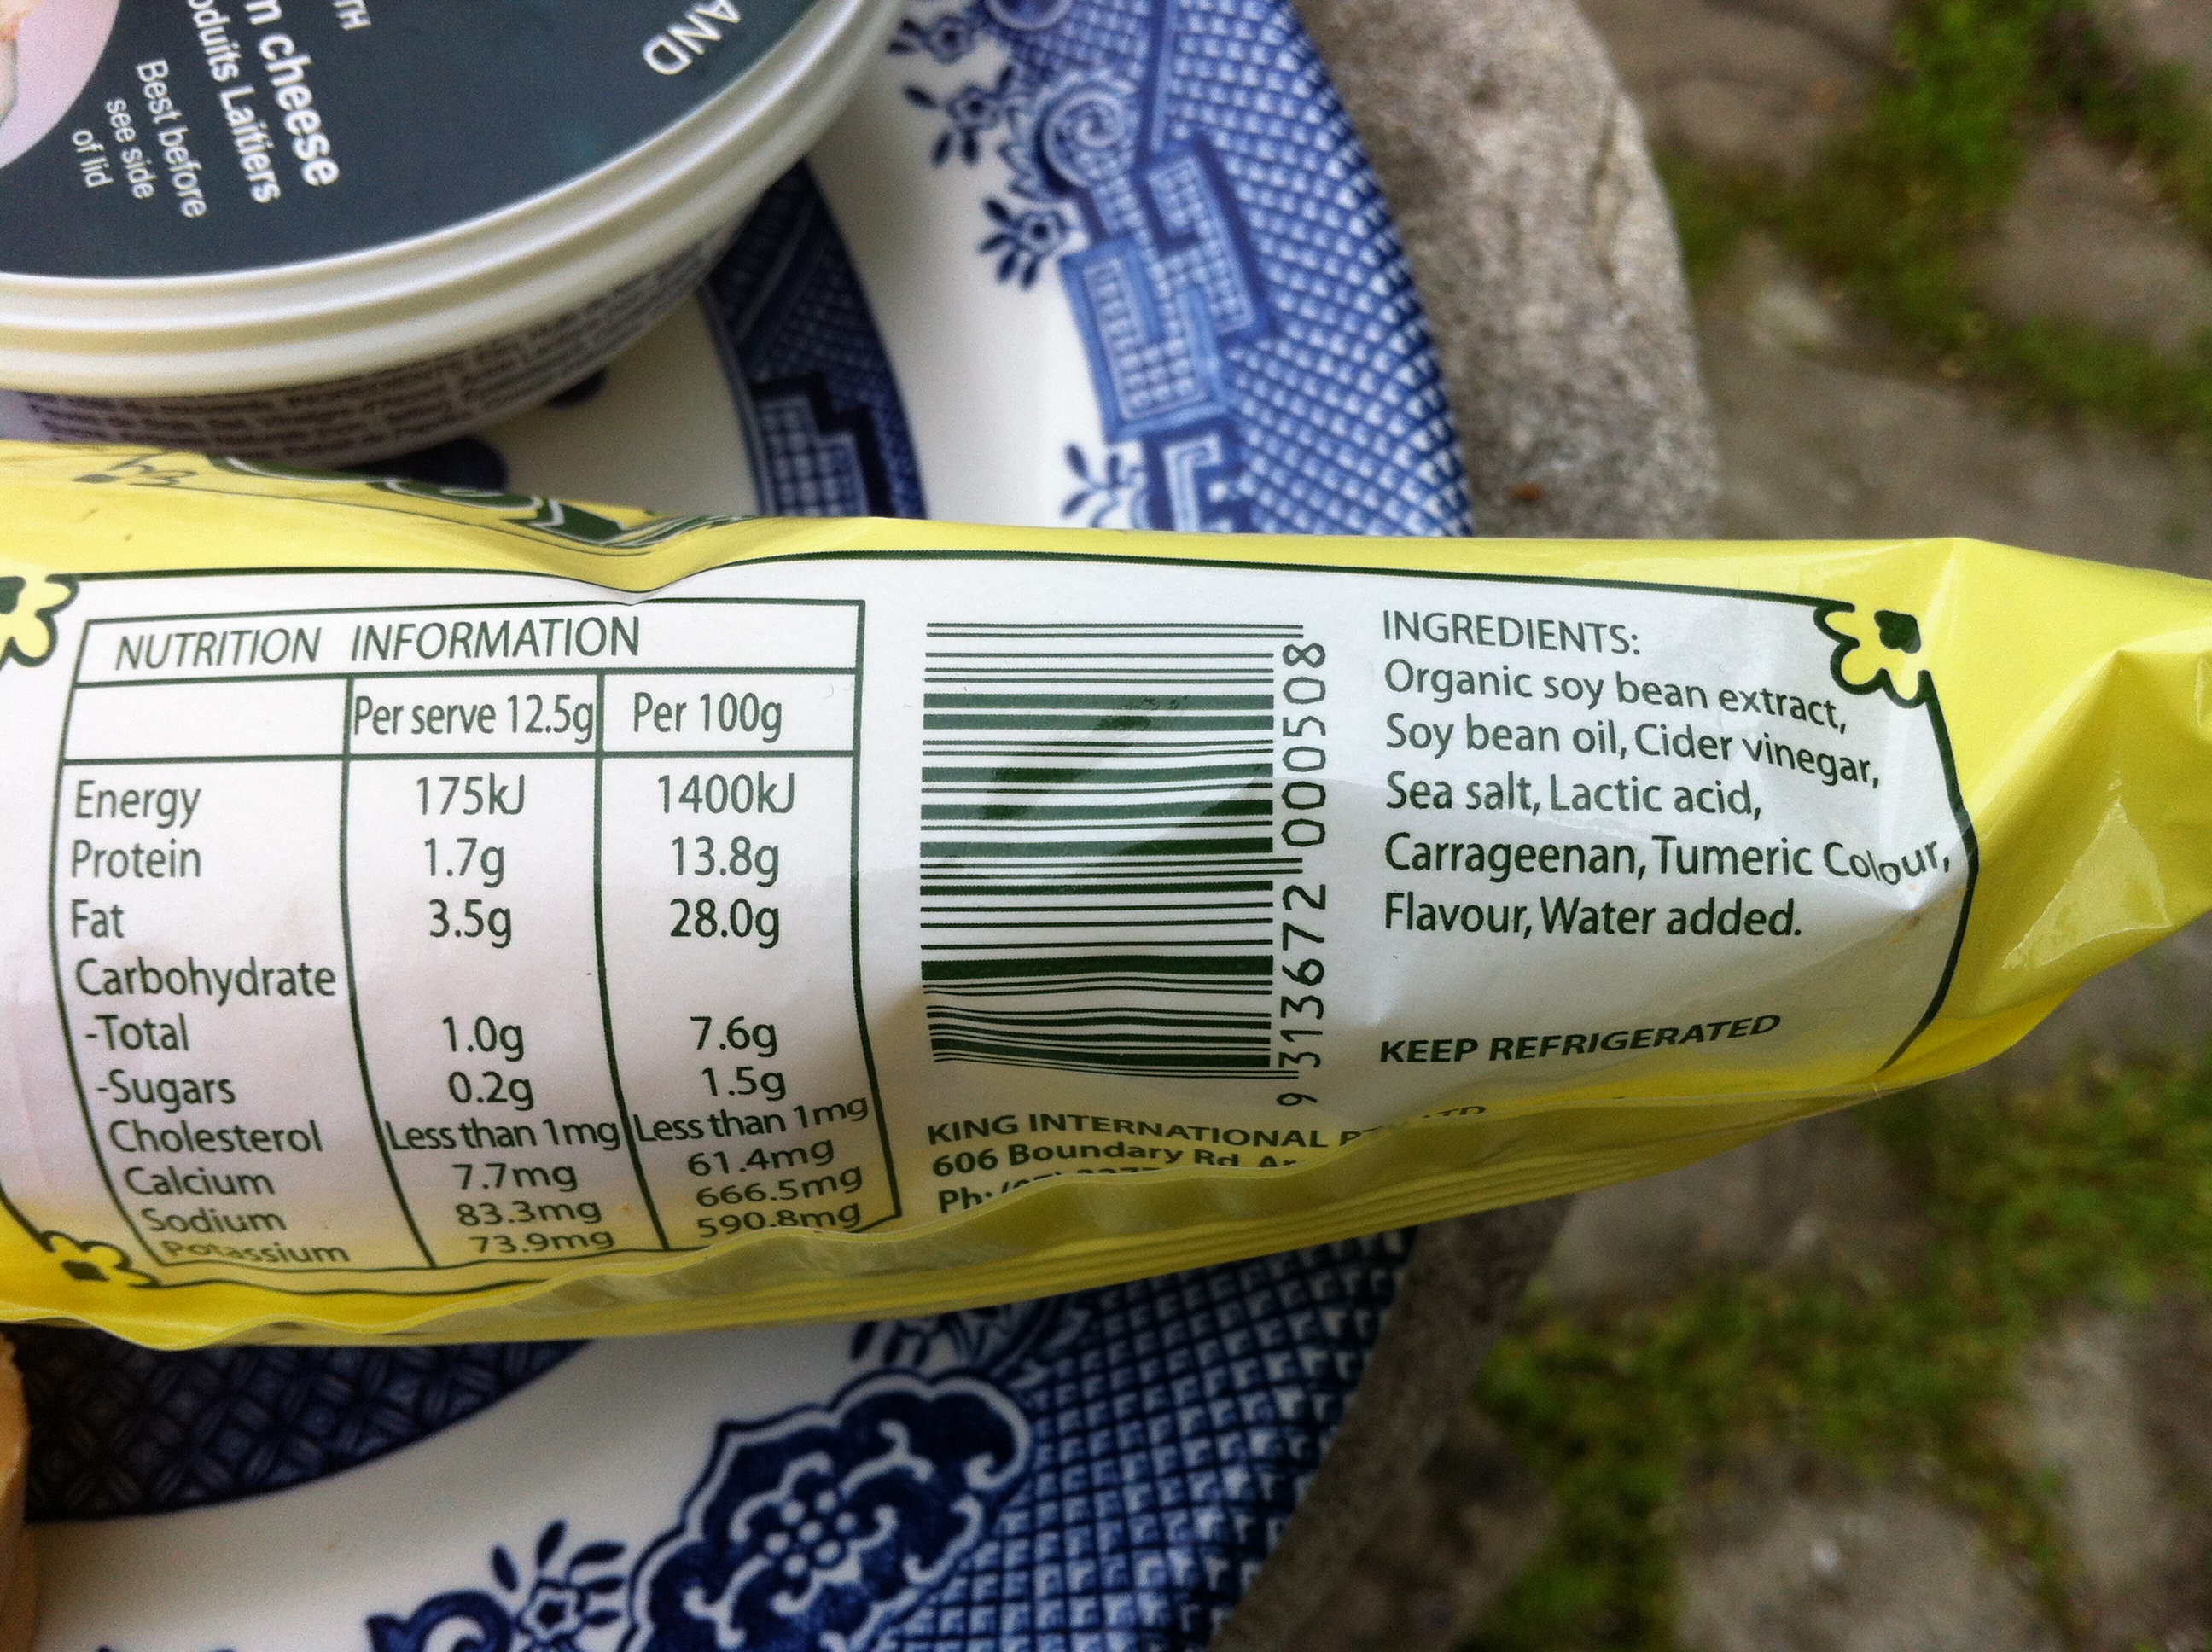 AND
TH
m cheese
oduits Laitiers
Best before
see side
of lid
NUTRITION INFORMATION
Per serve 12.5g Per 100g
Energy 175kJ 1400kJ
Protein 1.7g 13.8g
Fat 3.5g 28.0g
Carbohydrate
-Total 1.0g 7.6g
-Sugars 0.2g 1.5g
Cholesterol Less than 1mg Less than 1mg
Calcium 7.7mg 61.4mg
Sodium 83.3mg 666.5mg
Potassium 73.9mg 590.8mg
9 313672 000508
KING INTERNATIONAL
606 Boundary Rd
Ph:
INGREDIENTS:
Organic soy bean extract,
Soy bean oil, Cider vinegar,
Sea salt, Lactic acid,
Carrageenan, Tumeric Colour,
Flavour, Water added.
KEEP REFRIGERATED